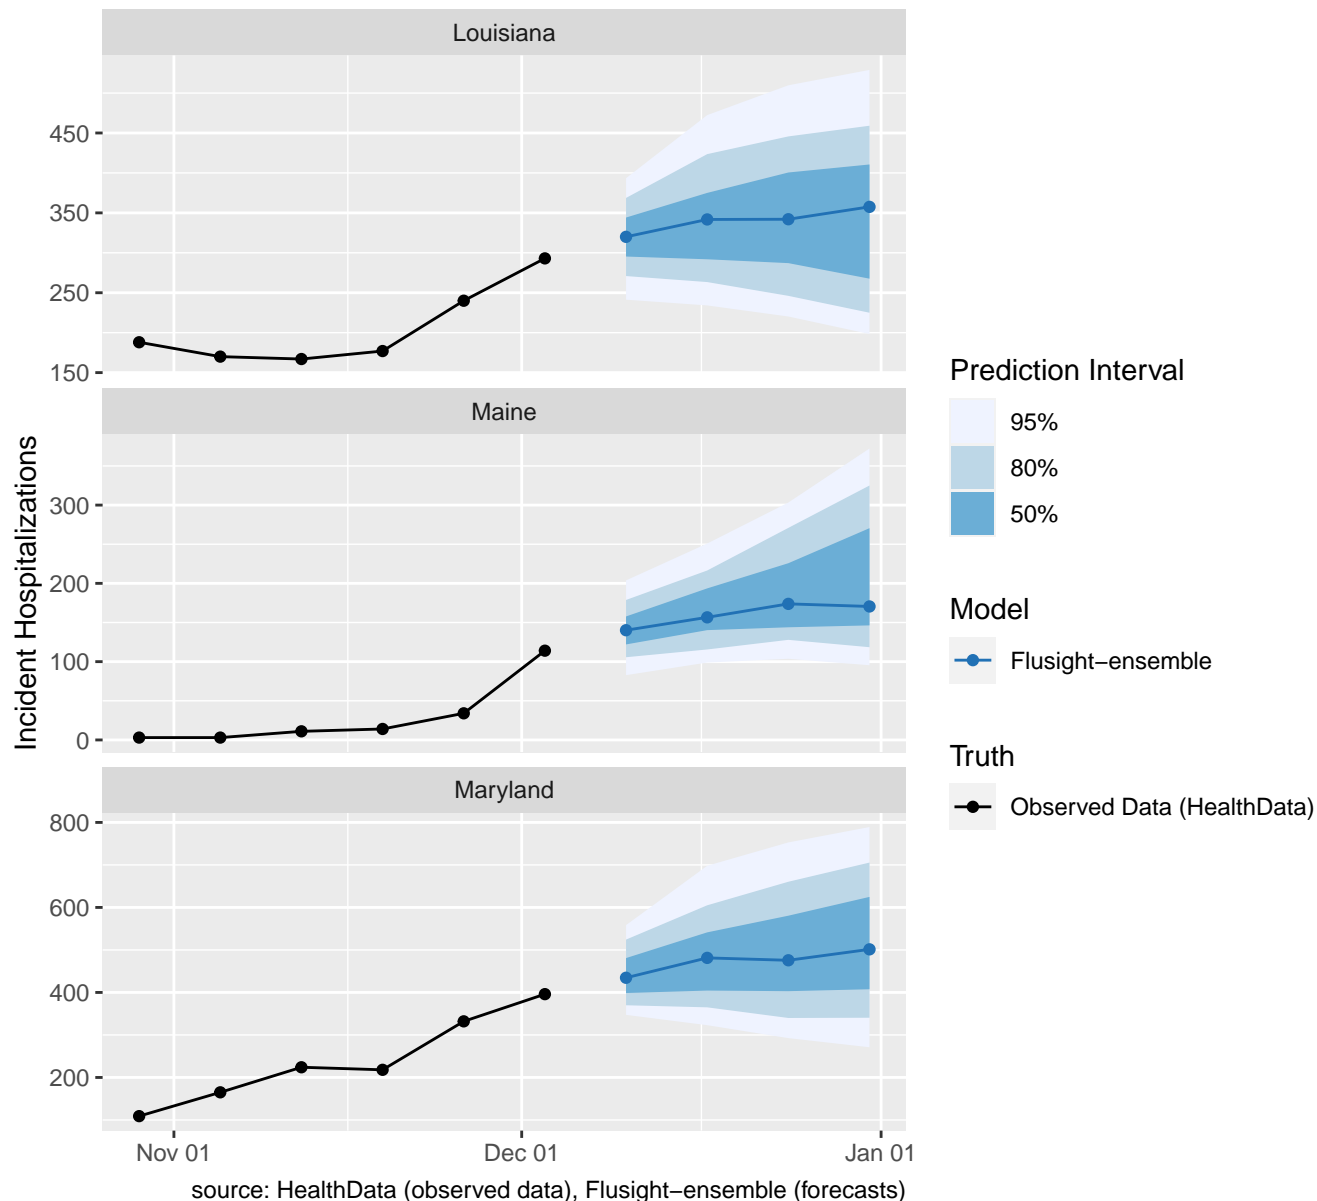 Louisiana
450
350
250
150
Maine
300
200
100
0
Maryland
800
600
400
200
Nov 01
Dec 01
Jan 01
Incident Hospitalizations
source: HealthData (observed data), Flusight−ensemble (forecasts)
Prediction Interval
95%
80%
50%
Model
Flusight−ensemble
Truth
Observed Data (HealthData)